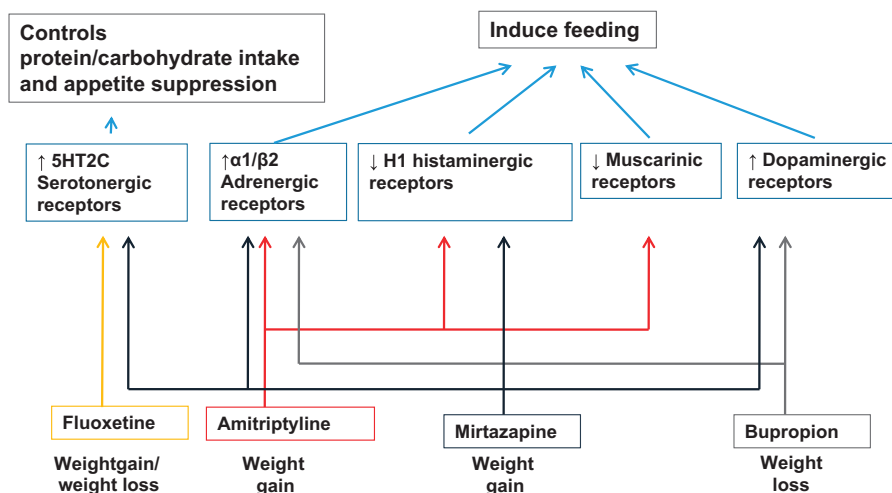 Controls
protein/carbohydrate intake
and appetite suppression
Induce feeding
↑ 5HT2C
Serotonergic
receptors
↑α1/β2
Adrenergic
receptors
↓ H1 histaminergic
receptors
↓ Muscarinic
receptors
↑ Dopaminergic
receptors
Fluoxetine
Amitriptyline
Mirtazapine
Bupropion
Weightgain/
weight loss
Weight
gain
Weight
gain
Weight
loss